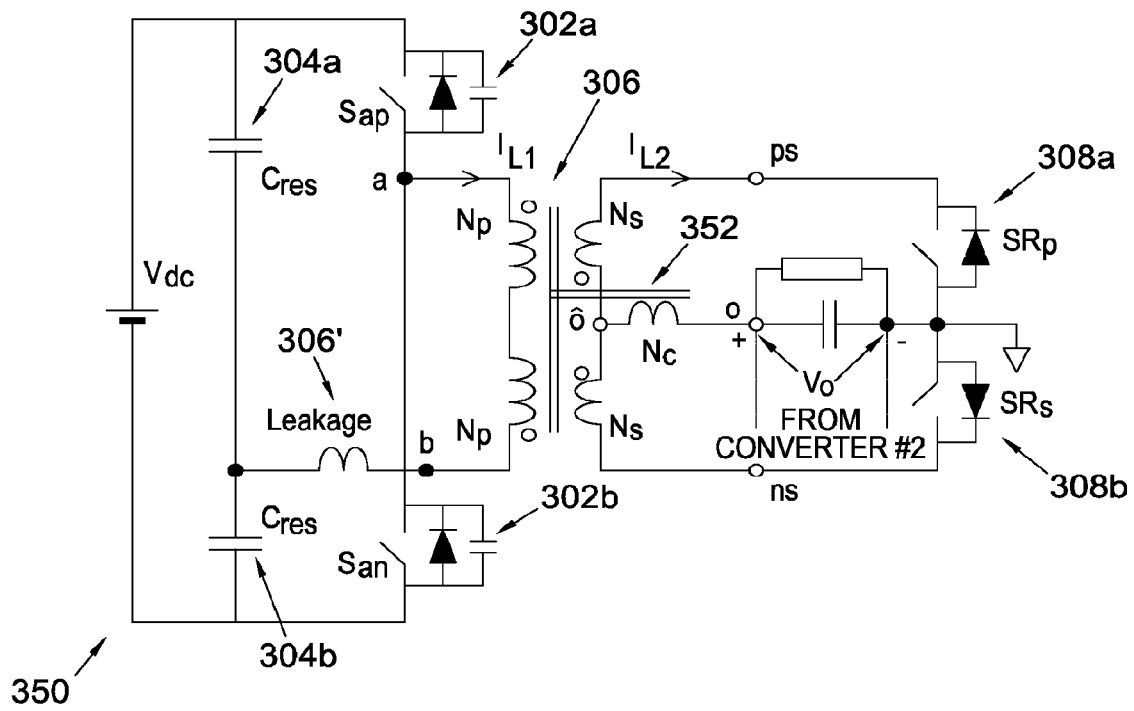 302a
304a
306
Sap
IL1
IL2
ps
308a
Cres
a
Np
Ns
352
SRp
Vdc
ô
o
+
-
Nc
306'
Vo
Leakage
FROM
CONVERTER #2
SRs
Np
b
Ns
ns
308b
Cres
302b
San
304b
350